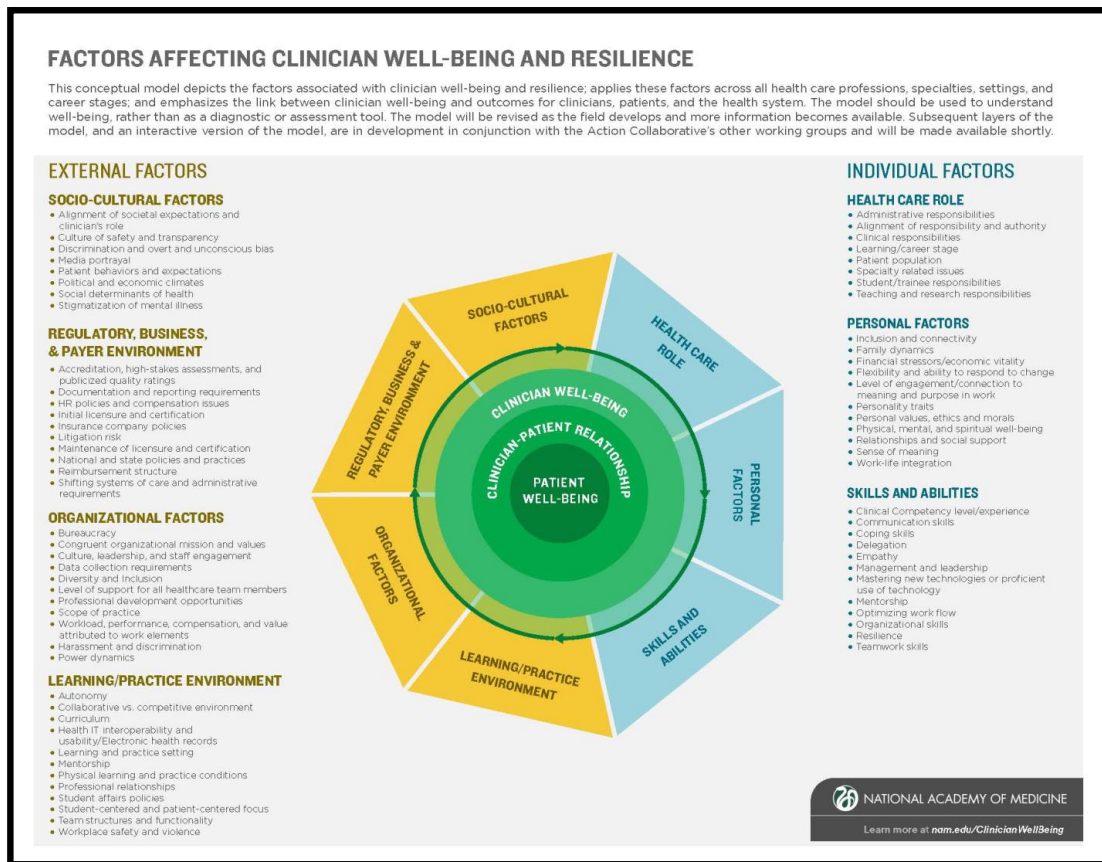 FACTORS AFFECTING CLINICIAN WELL-BEING AND RESILIENCE
This conceptual model depicts the factors associated with clinician well-being and resilience; applies these factors across all health care professions, specialties, settings, and
career stages; and emphasizes the link between clinician well-being and outcomes for clinicians, patients, and the health system. The model should be used to understand
well-being, rather than as a diagnostic or assessment tool. The model will be revised as the field develops and more information becomes available. Subsequent layers of the
model, and an interactive version of the model, are in development in conjunction with the Action Collaborative's other working groups and will be made available shortly.
EXTERNAL FACTORS
SOCIO-CULTURAL FACTORS
• Alignment of societal expectations and
clinician's role
• Culture of safety and transparency
• Discrimination and overt and unconscious bias
• Media portrayal
• Patient behaviors and expectations
• Political and economic climates
• Social determinants of health
• Stigmatization of mental illness
REGULATORY, BUSINESS,
& PAYER ENVIRONMENT
• Accreditation, high-stakes assessments, and
publicized quality ratings
• Documentation and reporting requirements
• HR policies and compensation issues
• Initial licensure and certification
• Insurance company policies
• Litigation risk
• Maintenance of licensure and certification
• National and state policies and practices
• Reimbursement structure
• Shifting systems of care and administrative
requirements
ORGANIZATIONAL FACTORS
• Bureaucracy
• Congruent organizational mission and values
• Culture, leadership, and staff engagement
• Data collection requirements
• Diversity and Inclusion
• Level of support for all healthcare team members
• Professional development opportunities
• Scope of practice
• Workload, performance, compensation, and value
attributed to work elements
• Harassment and discrimination
• Power dynamics
LEARNING/PRACTICE ENVIRONMENT
• Autonomy
• Collaborative vs. competitive environment
• Curriculum
• Health IT interoperability and
usability/Electronic health records
• Learning and practice setting
• Mentorship
• Physical learning and practice conditions
• Professional relationships
• Student affairs policies
• Student-centered and patient-centered focus
• Team structures and functionality
• Workplace safety and violence
SOCIO-CULTURAL
FACTORS
HEALTH CARE
ROLE
REGULATORY, BUSINESS &
PAYER ENVIRONMENT
PERSONAL
FACTORS
ORGANIZATIONAL
FACTORS
SKILLS AND
ABILITIES
LEARNING/PRACTICE
ENVIRONMENT
CLINICIAN WELL-BEING
CLINICIAN-PATIENT RELATIONSHIP
PATIENT
WELL-BEING
INDIVIDUAL FACTORS
HEALTH CARE ROLE
• Administrative responsibilities
• Alignment of responsibility and authority
• Clinical responsibilities
• Learning/career stage
• Patient population
• Specialty related issues
• Student/trainee responsibilities
• Teaching and research responsibilities
PERSONAL FACTORS
• Inclusion and connectivity
• Family dynamics
• Financial stressors/economic vitality
• Flexibility and ability to respond to change
• Level of engagement/connection to
meaning and purpose in work
• Personality traits
• Personal values, ethics and morals
• Physical, mental, and spiritual well-being
• Relationships and social support
• Sense of meaning
• Work-life integration
SKILLS AND ABILITIES
• Clinical Competency level/experience
• Communication skills
• Coping skills
• Delegation
• Empathy
• Management and leadership
• Mastering new technologies or proficient
use of technology
• Mentorship
• Optimizing work flow
• Organizational skills
• Resilience
• Teamwork skills
NATIONAL ACADEMY OF MEDICINE
Learn more at nam.edu/ClinicianWellBeing